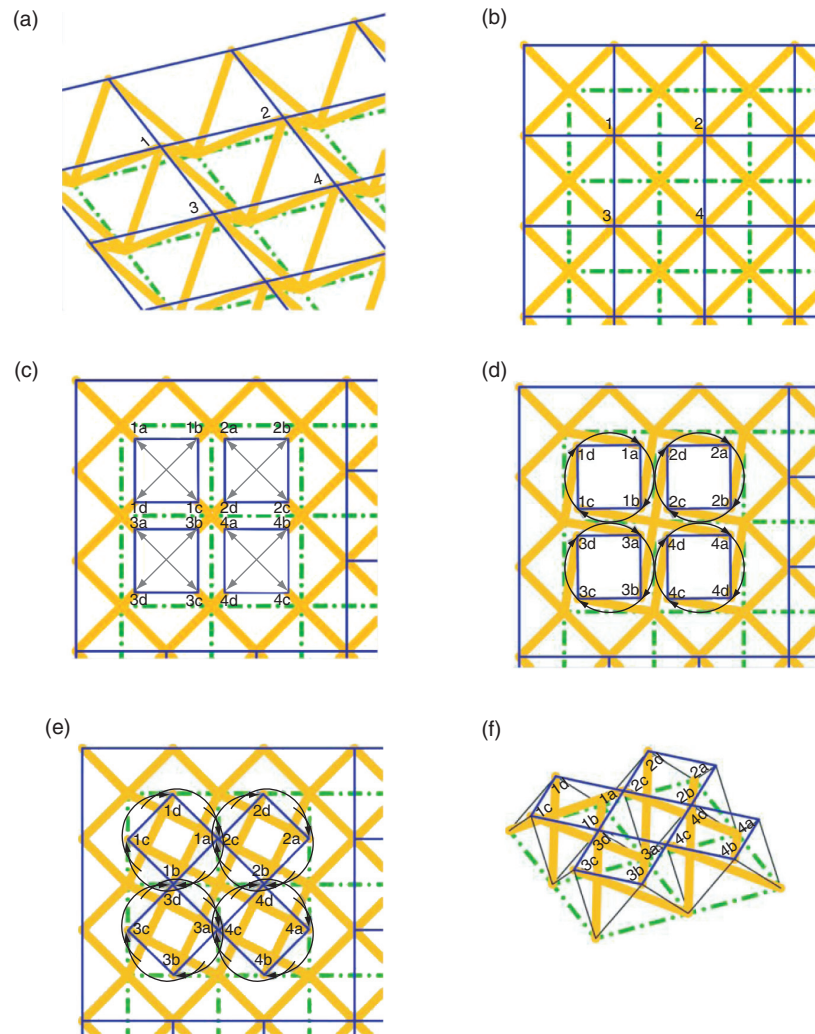 (a)
1
2
3
4
(b)
1 2
3 4
(c)
1a 1b 2a 2b
1d 1c 2d 2c
3a 3b 4a 4b
3d 3c 4d 4c
(d)
1d 1a 2d 2a
1c 1b 2c 2b
3d 3a 4d 4a
3c 3b 4c 4d
(e)
1d 2d
1c 1a 2c 2a
1b 2b
3d 4d
3c 3a 4c 4a
3b 4b
(f)
2d
2a
1d
2c
1a
2b
1c
1b
4d
4a
3d
4c
3a
4b
3c
3b